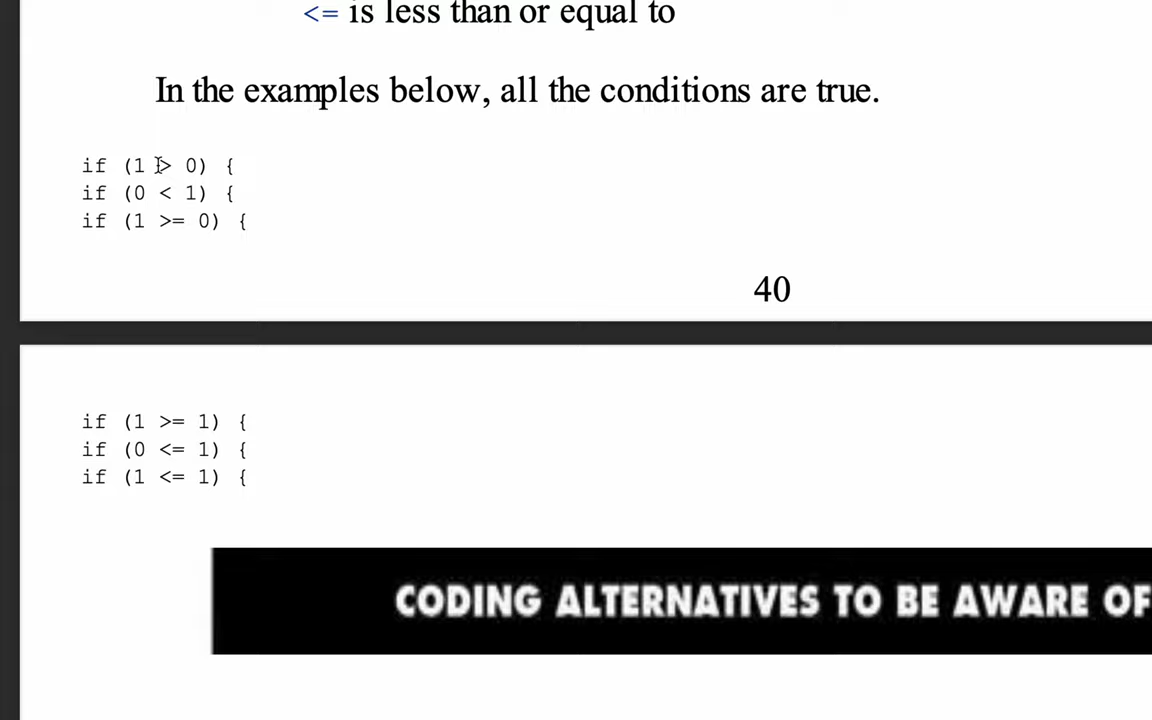 <= is less than or equal to
In the examples below, all the conditions are true.
if (1 > 0) {
if (0 < 1) {
if (1 >= 0) {
40
if (1 >= 1) {
if (0 <= 1) {
if (1 <= 1) {
CODING ALTERNATIVES TO BE AWARE OF